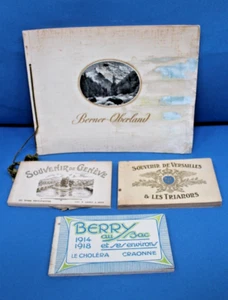 Berner Oberland
SOUVENIR DE GENÈVE
SOUVENIR DE VERSAILLES
& LES TRIANONS
BERRY
1914
1918
au Bac
et ses environs
LE CHOLERA CRAONNE